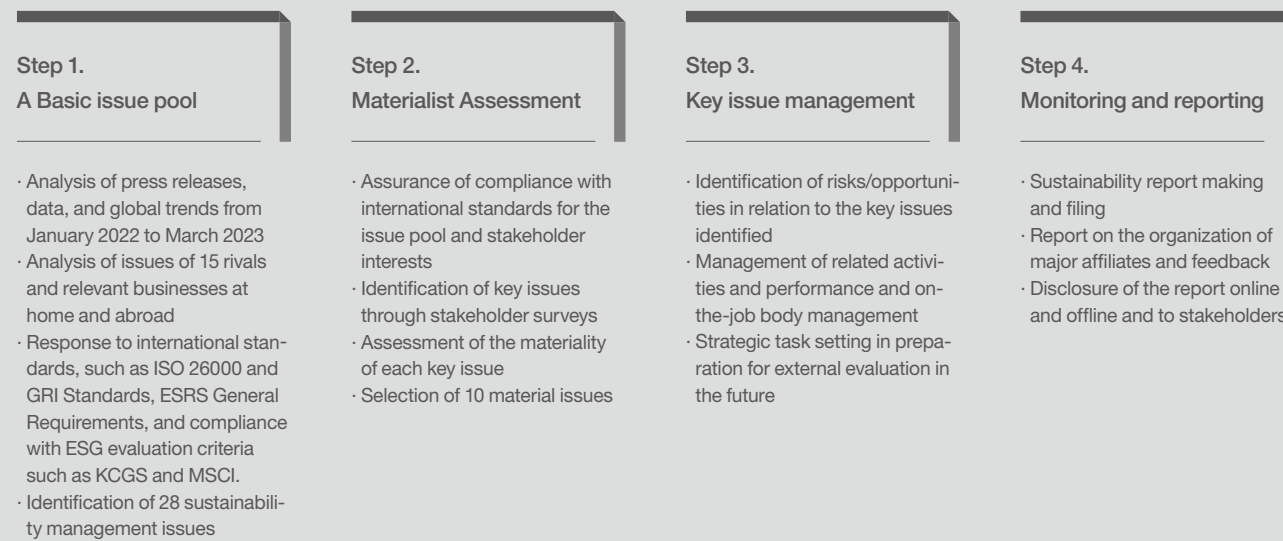 Step 1.
A Basic issue pool
· Analysis of press releases,
data, and global trends from
January 2022 to March 2023
· Analysis of issues of 15 rivals
and relevant businesses at
home and abroad
· Response to international stan-
dards, such as ISO 26000 and
GRI Standards, ESRS General
Requirements, and compliance
with ESG evaluation criteria
such as KCGS and MSCI.
· Identification of 28 sustainabili-
ty management issues
Step 2.
Materialist Assessment
· Assurance of compliance with
international standards for the
issue pool and stakeholder
interests
· Identification of key issues
through stakeholder surveys
· Assessment of the materiality
of each key issue
· Selection of 10 material issues
Step 3.
Key issue management
· Identification of risks/opportuni-
ties in relation to the key issues
identified
· Management of related activi-
ties and performance and on-
the-job body management
· Strategic task setting in prepa-
ration for external evaluation in
the future
Step 4.
Monitoring and reporting
· Sustainability report making
and filing
· Report on the organization of
major affiliates and feedback
· Disclosure of the report online
and offline and to stakeholders